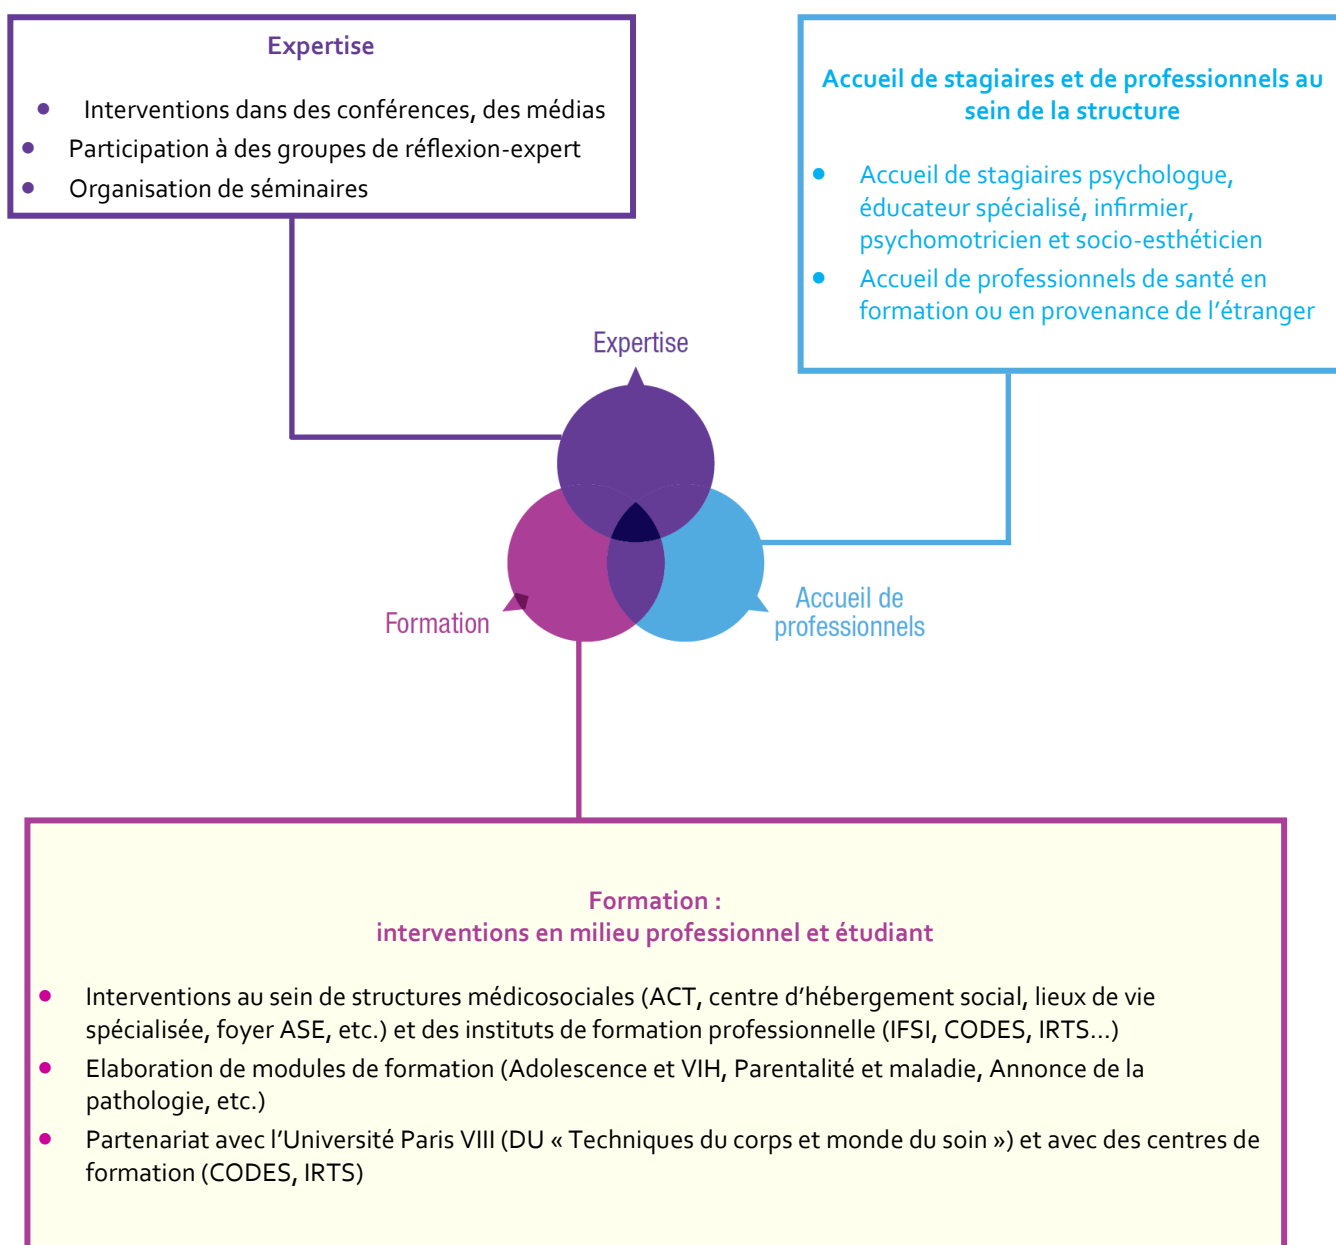 Expertise
Interventions dans des conférences, des médias
Participation à des groupes de réflexion-expert
Organisation de séminaires
Accueil de stagiaires et de professionnels au
sein de la structure
Accueil de stagiaires psychologue,
éducateur spécialisé, infirmier,
psychomotricien et socio-esthéticien
Accueil de professionnels de santé en
formation ou en provenance de l’étranger
Expertise
Formation
Accueil de
professionnels
Formation :
interventions en milieu professionnel et étudiant
Interventions au sein de structures médicosociales (ACT, centre d’hébergement social, lieux de vie
spécialisée, foyer ASE, etc.) et des instituts de formation professionnelle (IFSI, CODES, IRTS…)
Elaboration de modules de formation (Adolescence et VIH, Parentalité et maladie, Annonce de la
pathologie, etc.)
Partenariat avec l’Université Paris VIII (DU « Techniques du corps et monde du soin ») et avec des centres de
formation (CODES, IRTS)